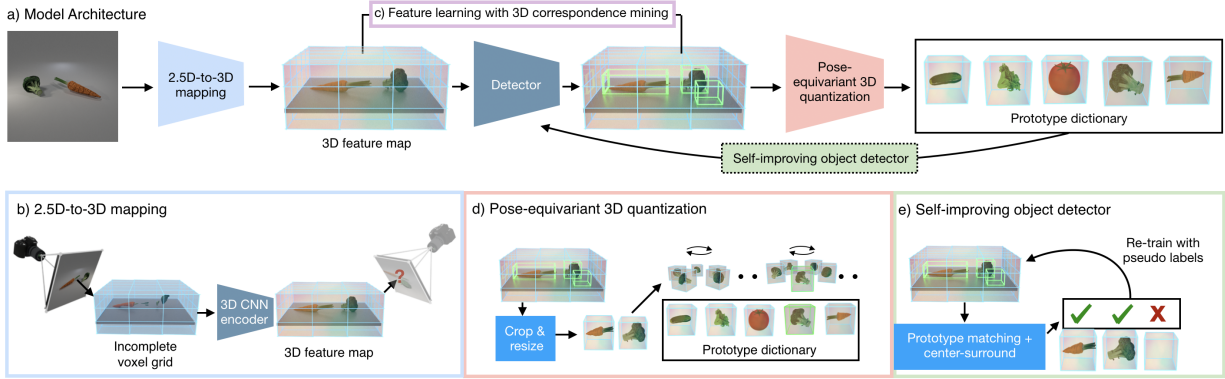 a) Model Architecture
c) Feature learning with 3D correspondence mining
2.5D-to-3D
mapping
3D feature map
Detector
Pose-
equivariant 3D
quantization
Prototype dictionary
Self-improving object detector
b) 2.5D-to-3D mapping
?
Incomplete
voxel grid
3D CNN
encoder
3D feature map
d) Pose-equivariant 3D quantization
Crop &
resize
Prototype dictionary
e) Self-improving object detector
Re-train with
pseudo labels
Prototype matching +
center-surround